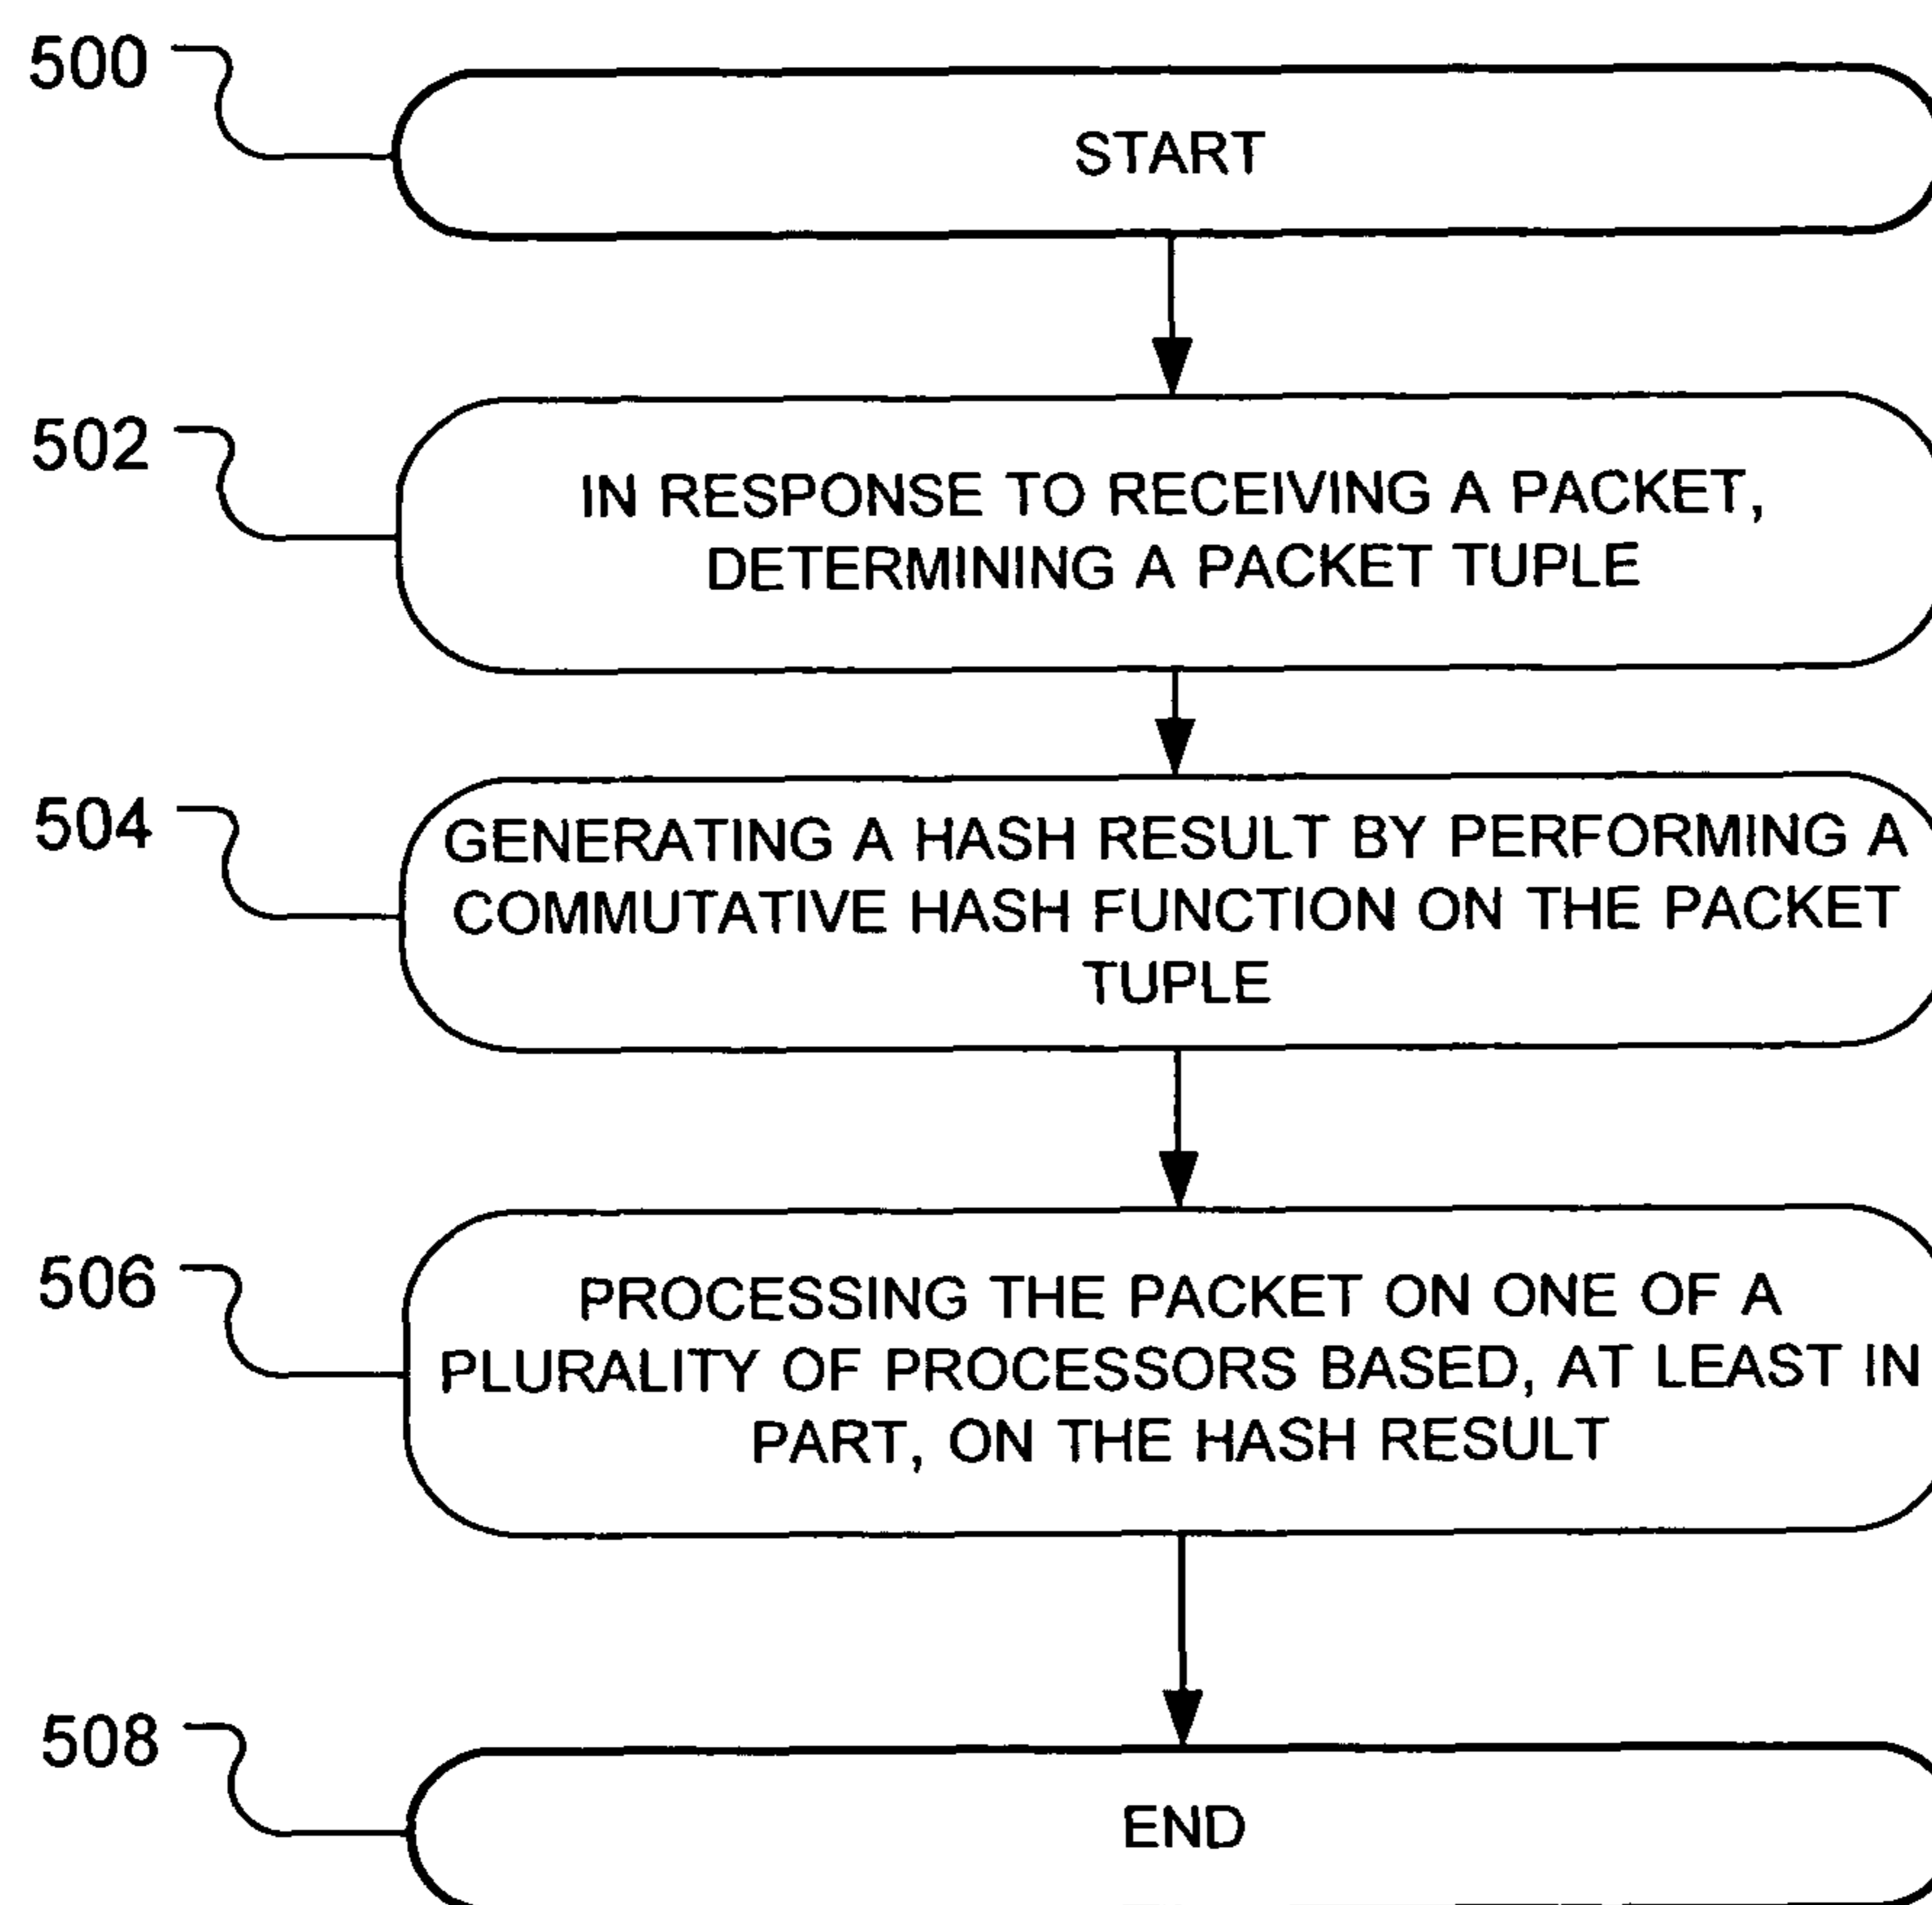 500
START
502
IN RESPONSE TO RECEIVING A PACKET,
DETERMINING A PACKET TUPLE
504
GENERATING A HASH RESULT BY PERFORMING A
COMMUTATIVE HASH FUNCTION ON THE PACKET
TUPLE
506
PROCESSING THE PACKET ON ONE OF A
PLURALITY OF PROCESSORS BASED, AT LEAST IN
PART, ON THE HASH RESULT
508
END